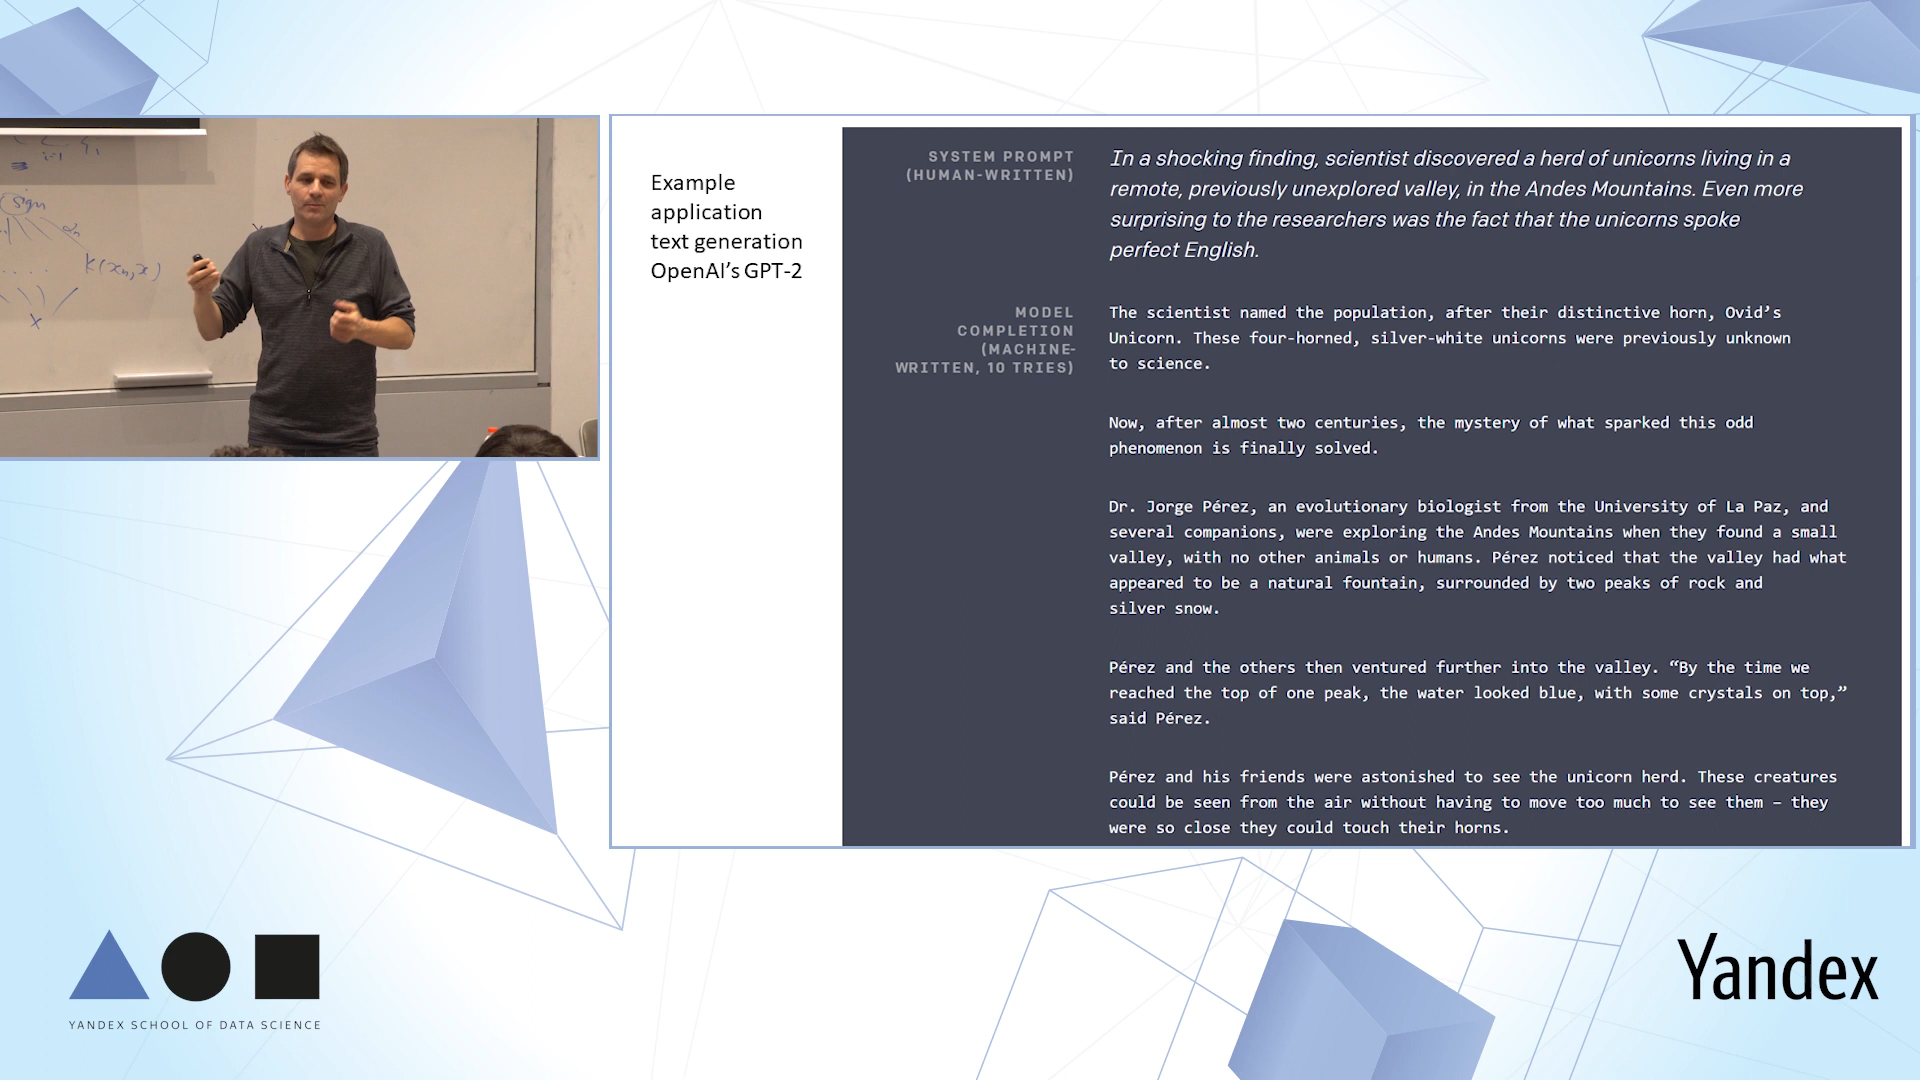 Example
application
text generation
OpenAI’s GPT-2
SYSTEM PROMPT
(HUMAN-WRITTEN)
In a shocking finding, scientist discovered a herd of unicorns living in a
remote, previously unexplored valley, in the Andes Mountains. Even more
surprising to the researchers was the fact that the unicorns spoke
perfect English.
MODEL
COMPLETION
(MACHINE-
WRITTEN, 10 TRIES)
The scientist named the population, after their distinctive horn, Ovid’s
Unicorn. These four-horned, silver-white unicorns were previously unknown
to science.
Now, after almost two centuries, the mystery of what sparked this odd
phenomenon is finally solved.
Dr. Jorge Pérez, an evolutionary biologist from the University of La Paz, and
several companions, were exploring the Andes Mountains when they found a small
valley, with no other animals or humans. Pérez noticed that the valley had what
appeared to be a natural fountain, surrounded by two peaks of rock and
silver snow.
Pérez and the others then ventured further into the valley. “By the time we
reached the top of one peak, the water looked blue, with some crystals on top,”
said Pérez.
Pérez and his friends were astonished to see the unicorn herd. These creatures
could be seen from the air without having to move too much to see them – they
were so close they could touch their horns.
sign
k(xn,x)
x
YANDEX SCHOOL OF DATA SCIENCE
Yandex